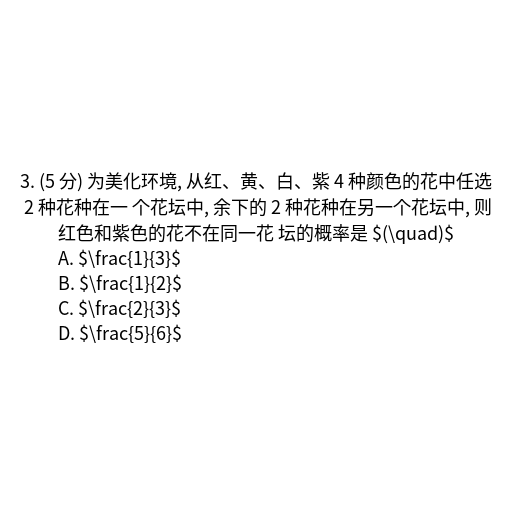 3. (5 分) 为美化环境, 从红、黄、白、紫 4 种颜色的花中任选
2 种花种在一 个花坛中, 余下的 2 种花种在另一个花坛中, 则
红色和紫色的花不在同一花 坛的概率是 $(\quad)$
A. $\frac{1}{3}$
B. $\frac{1}{2}$
C. $\frac{2}{3}$
D. $\frac{5}{6}$